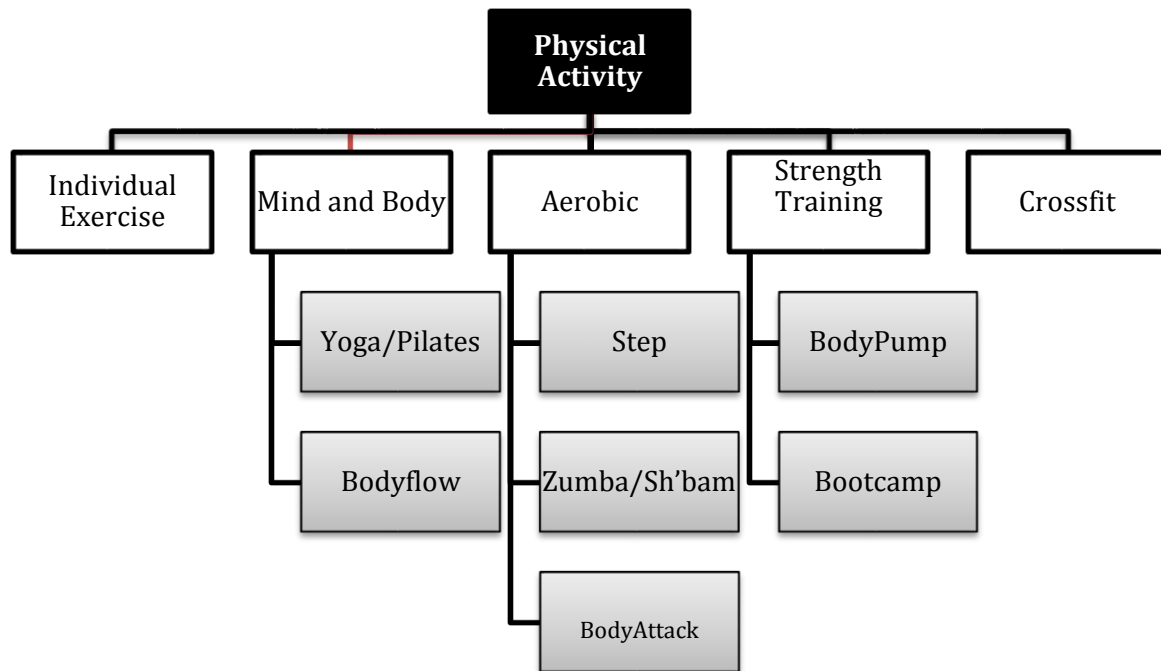 Physical
Activity
Individual
Exercise
Mind and Body
Aerobic
Strength
Training
Crossfit
Yoga/Pilates
Step
BodyPump
Bodyflow
Zumba/Sh’bam
Bootcamp
BodyAttack